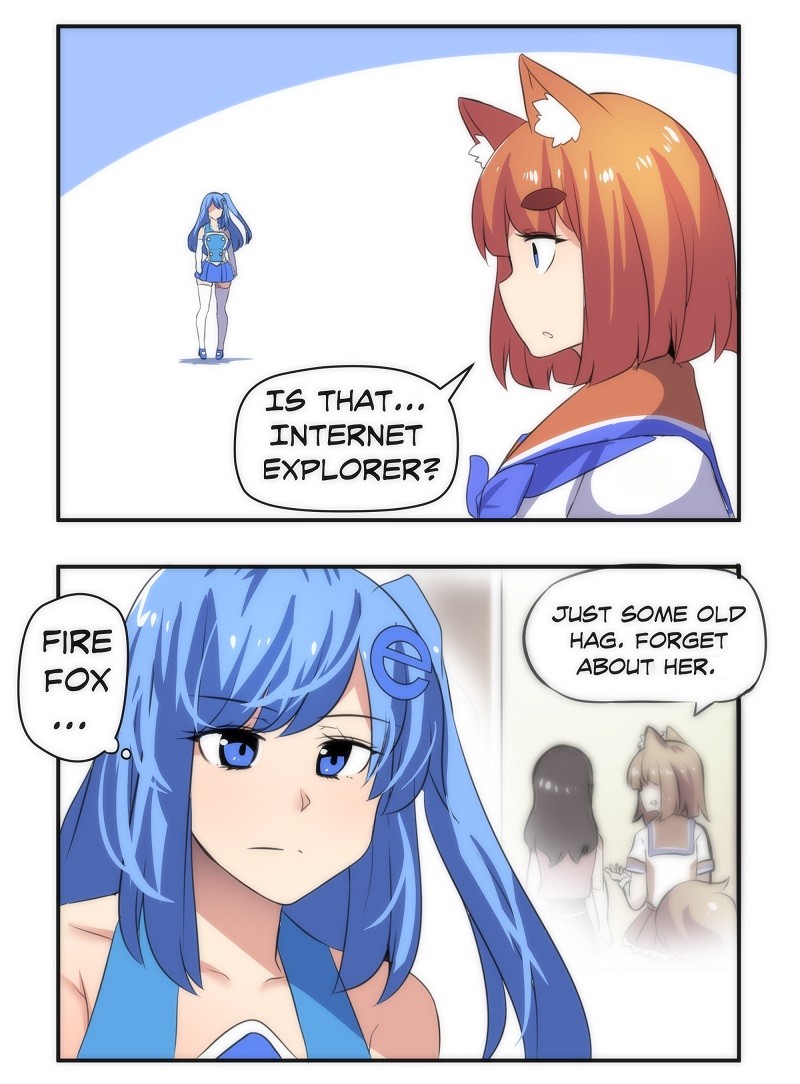 IS THAT...
INTERNET
EXPLORER?
FIRE
FOX
...
e
JUST SOME OLD
HAG. FORGET
ABOUT HER.